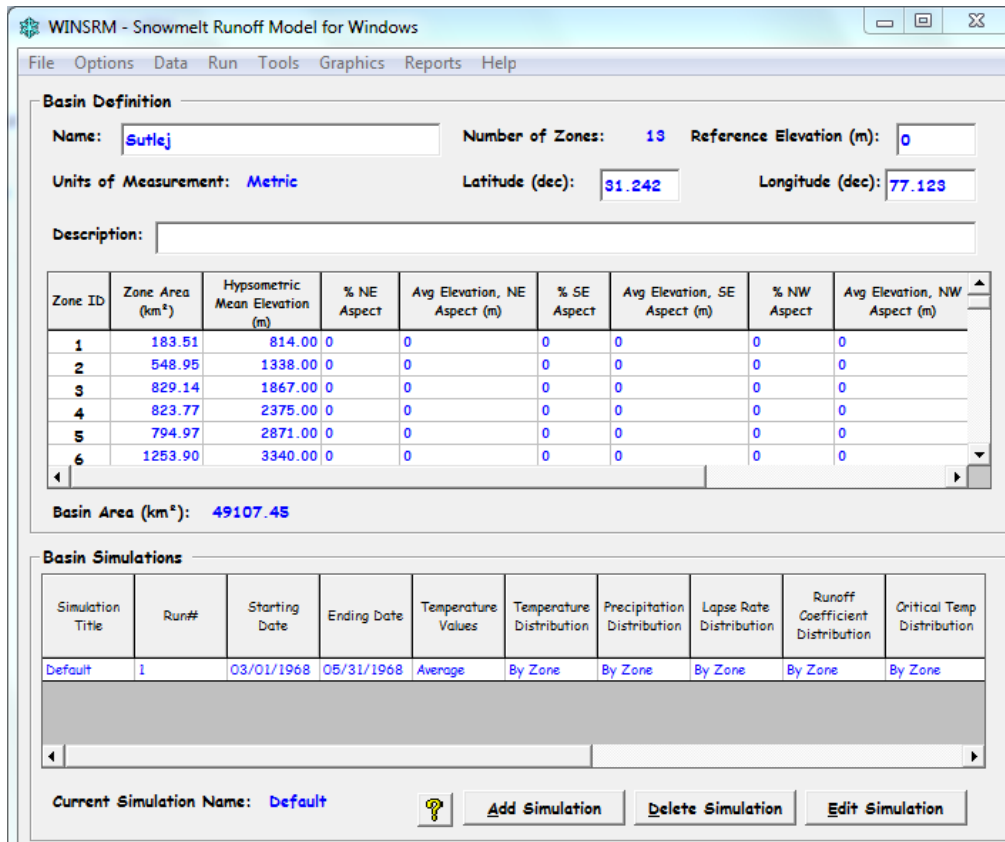 WINSRM - Snowmelt Runoff Model for Windows
File Options Data Run Tools Graphics Reports Help
Basin Definition
Name: Sutlej Number of Zones: 13 Reference Elevation (m): 0
Units of Measurement: Metric Latitude (dec): 31.242 Longitude (dec): 77.123
Description:
Zone ID Zone Area (km²) Hypsometric Mean Elevation (m) % NE Aspect Avg Elevation, NE Aspect (m) % SE Aspect Avg Elevation, SE Aspect (m) % NW Aspect Avg Elevation, NW Aspect (m)
1 183.51 814.00 0 0 0 0 0 0
2 548.95 1338.00 0 0 0 0 0 0
3 829.14 1867.00 0 0 0 0 0 0
4 823.77 2375.00 0 0 0 0 0 0
5 794.97 2871.00 0 0 0 0 0 0
6 1253.90 3340.00 0 0 0 0 0 0
Basin Area (km²): 49107.45
Basin Simulations
Simulation Title Run# Starting Date Ending Date Temperature Values Temperature Distribution Precipitation Distribution Lapse Rate Distribution Runoff Coefficient Distribution Critical Temp Distribution
Default 1 03/01/1968 05/31/1968 Average By Zone By Zone By Zone By Zone By Zone
Current Simulation Name: Default ? Add Simulation Delete Simulation Edit Simulation